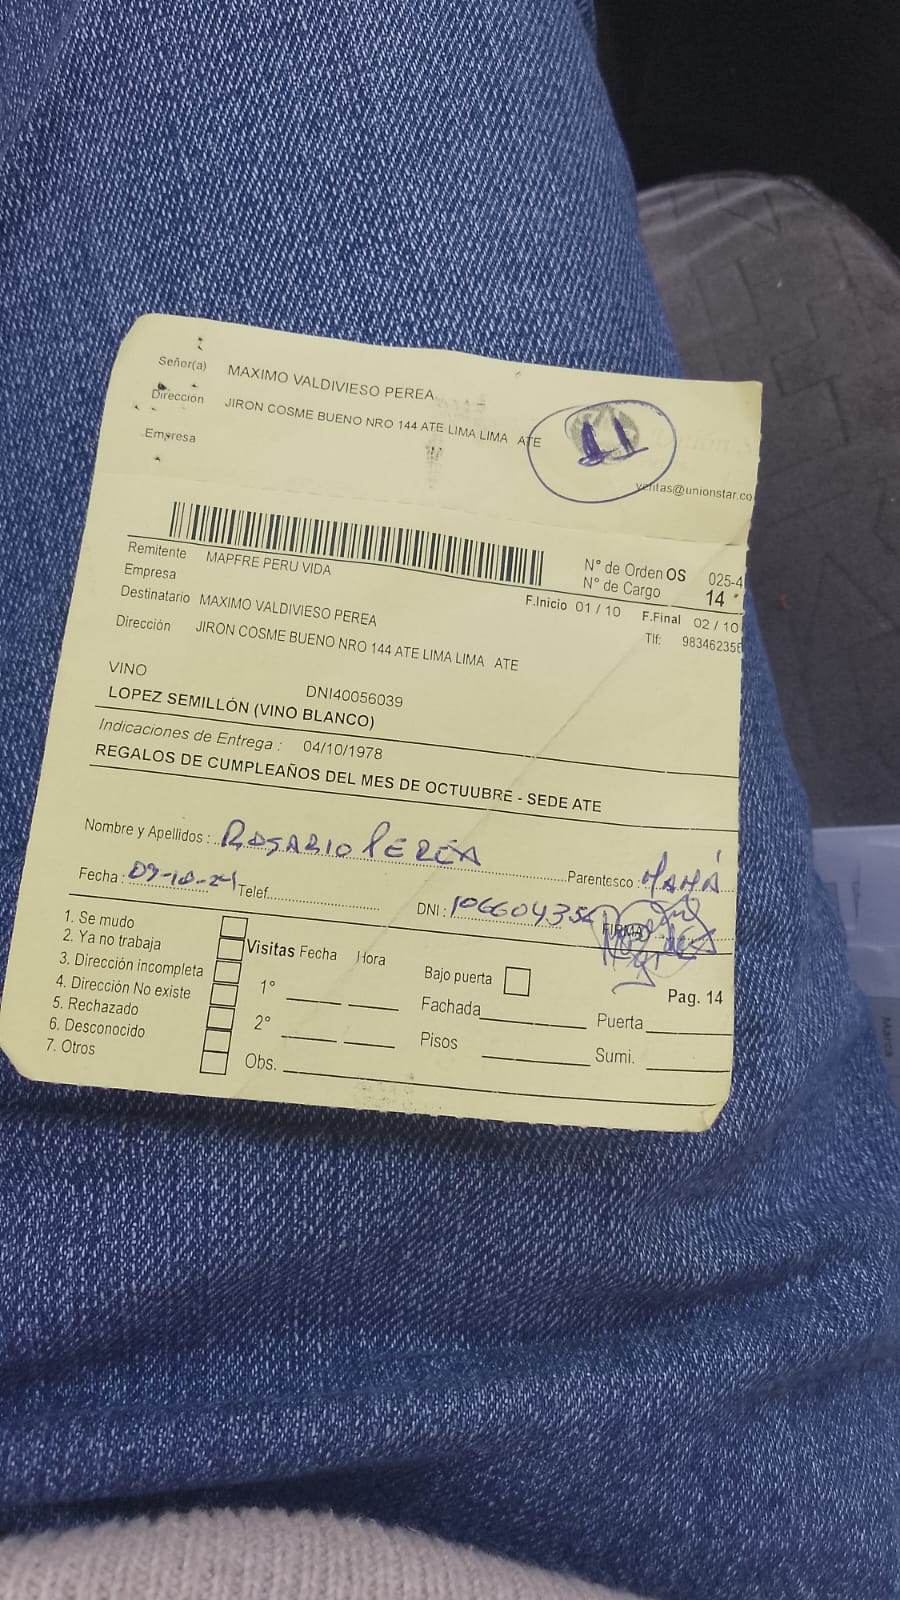 Señor(a) MAXIMO VALDIVIESO PEREA
Dirección JIRON COSME BUENO NRO 144 ATE LIMA LIMA ATE
Empresa
11
ventas@unionstar.co
Remitente MAPFRE PERU VIDA
Empresa
N° de Orden OS 025-4
N° de Cargo 14
F.Inicio 01 / 10 F.Final 02 / 10
Destinatario MAXIMO VALDIVIESO PEREA
Tlf: 983462356
Dirección JIRON COSME BUENO NRO 144 ATE LIMA LIMA ATE
VINO DNI40056039
LOPEZ SEMILLÓN (VINO BLANCO)
Indicaciones de Entrega : 04/10/1978
REGALOS DE CUMPLEAÑOS DEL MES DE OCTUUBRE - SEDE ATE
Nombre y Apellidos : ROSARIO PEREA Parentesco : MAMÁ
Fecha : Telef. DNI : FIRMA
1. Se mudo
2. Ya no trabaja
3. Dirección incompleta
4. Dirección No existe
5. Rechazado
6. Desconocido
7. Otros
Visitas Fecha Hora
1°
2°
Obs.
Bajo puerta
Fachada Puerta
Pisos Sumi.
Pag. 14